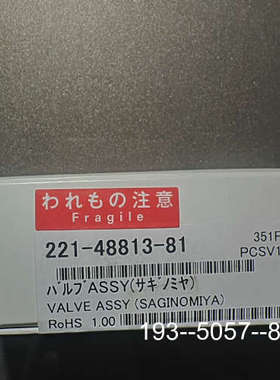 われもの注意
Fragile
221-48813-81
351F
PCSV1
ﾊﾞﾙﾌﾞASSY(ｻｷﾞﾉﾐﾔ)
VALVE ASSY (SAGINOMIYA)
RoHS 1.00
193--5057--8